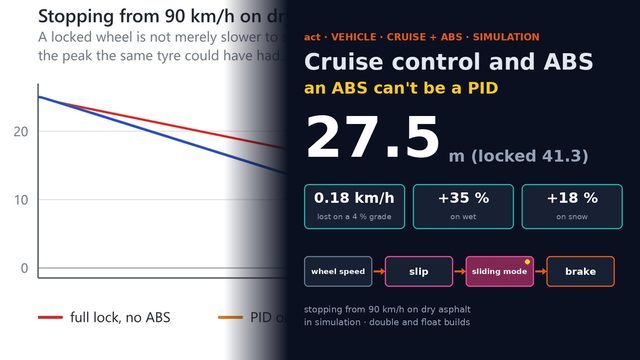 Stopping from 90 km/h on dr
A locked wheel is not merely slower to
the peak the same tyre could have had.
20
10
0
full lock, no ABS
PID
act · VEHICLE · CRUISE + ABS · SIMULATION
Cruise control and ABS
an ABS can't be a PID
27.5 m (locked 41.3)
0.18 km/h
lost on a 4 % grade
+35 %
on wet
+18 %
on snow
wheel speed
slip
sliding mode
brake
stopping from 90 km/h on dry asphalt
in simulation · double and float builds